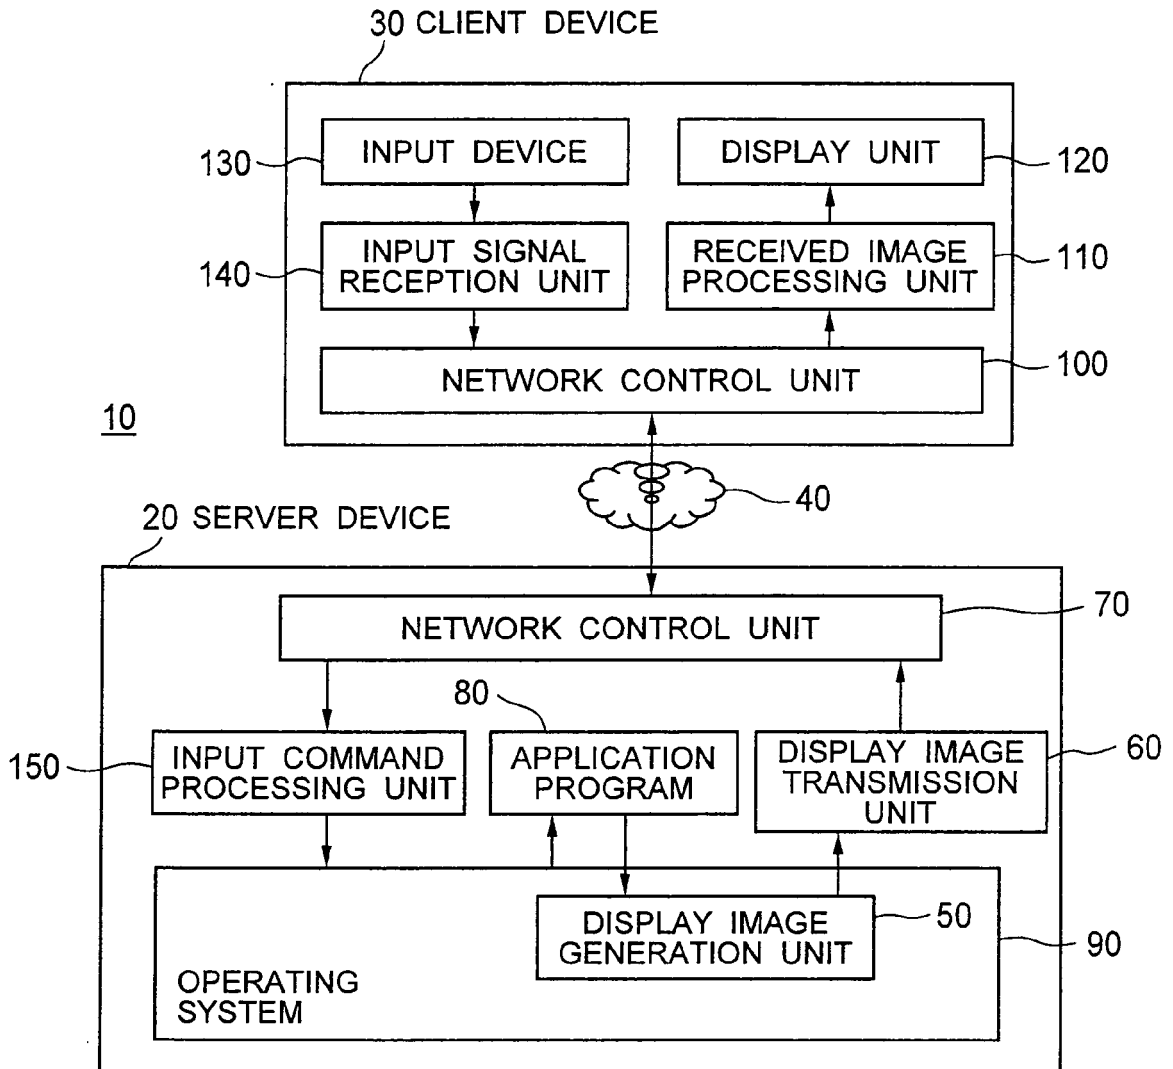 30 CLIENT DEVICE
130
INPUT DEVICE
DISPLAY UNIT
120
140
INPUT SIGNAL
RECEPTION UNIT
RECEIVED IMAGE
PROCESSING UNIT
110
NETWORK CONTROL UNIT
100
10
40
20 SERVER DEVICE
NETWORK CONTROL UNIT
70
80
150
INPUT COMMAND
PROCESSING UNIT
APPLICATION
PROGRAM
DISPLAY IMAGE
TRANSMISSION
UNIT
60
DISPLAY IMAGE
GENERATION UNIT
50
90
OPERATING
SYSTEM